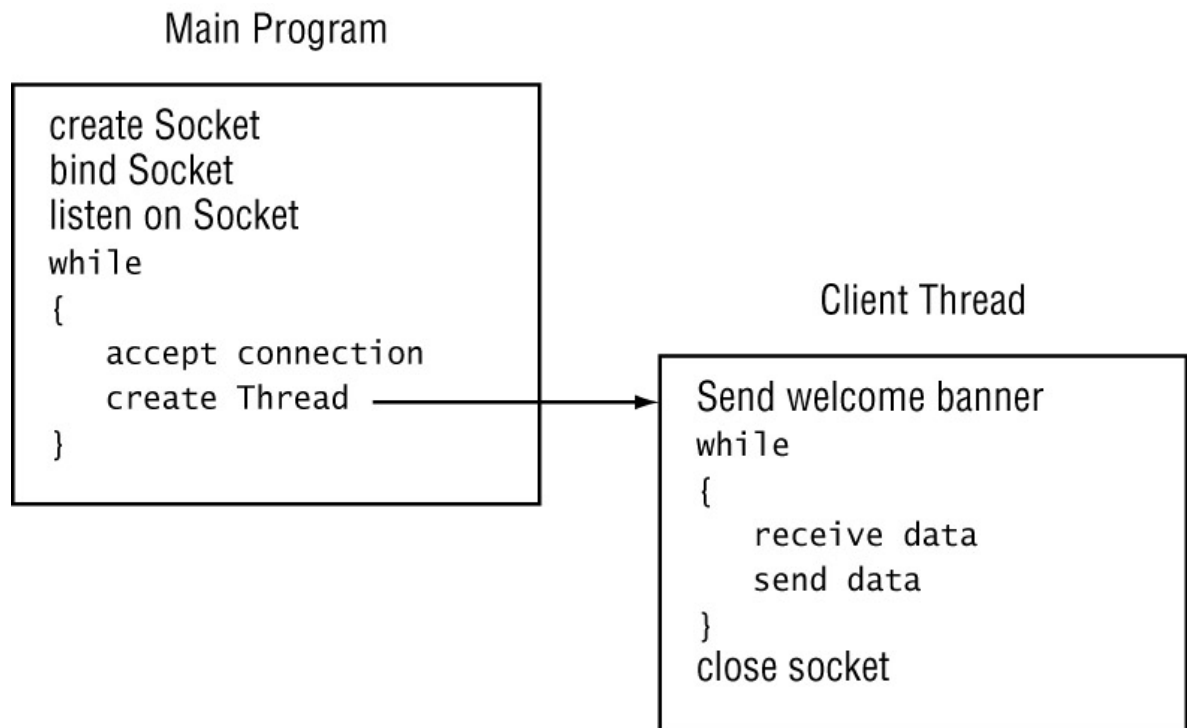 Main Program
create Socket
bind Socket
listen on Socket
while
{
accept connection
create Thread
}
Client Thread
Send welcome banner
while
{
receive data
send data
}
close socket